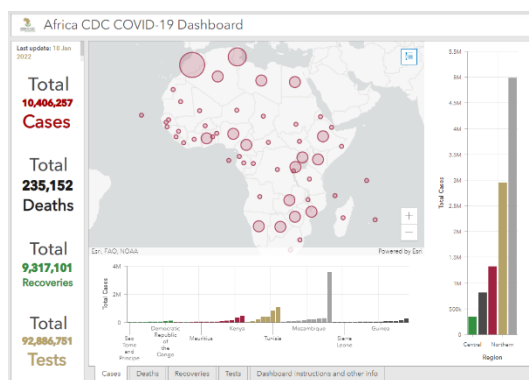 Africa CDC COVID-19 Dashboard
Last update: 18 Jan
2022
Total
10,406,257
Cases
Total
235,152
Deaths
Total
9,317,101
Recoveries
Total
92,886,751
Tests
Esri, FAO, NOAA
Powered by Esri
+
−
Total Cases
4M
2M
0
Sao
Tome
and
Principe
Democratic
Republic
of the
Congo
Mauritius
Kenya
Tunisia
Mozambique
Sierra
Leone
Guinea
Total Cases
5.5M
5M
4.5M
4M
3.5M
3M
2.5M
2M
1.5M
1M
500k
0
Central
Northern
Region
Cases
Deaths
Recoveries
Tests
Dashboard instructions and other info